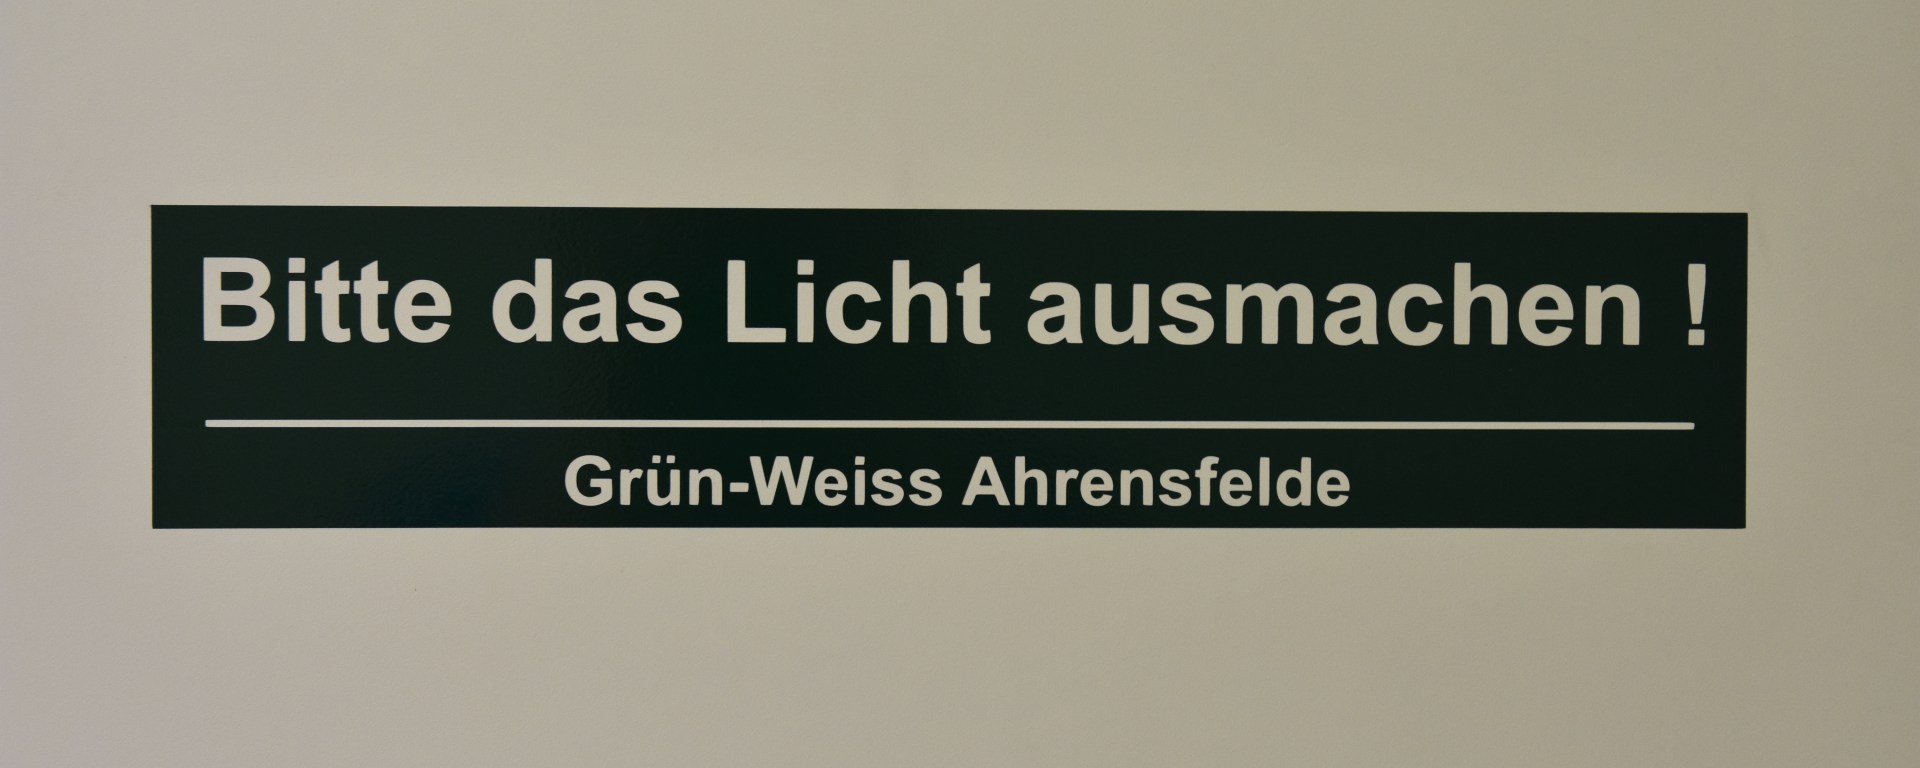 Bitte das Licht ausmachen !
Grün-Weiss Ahrensfelde